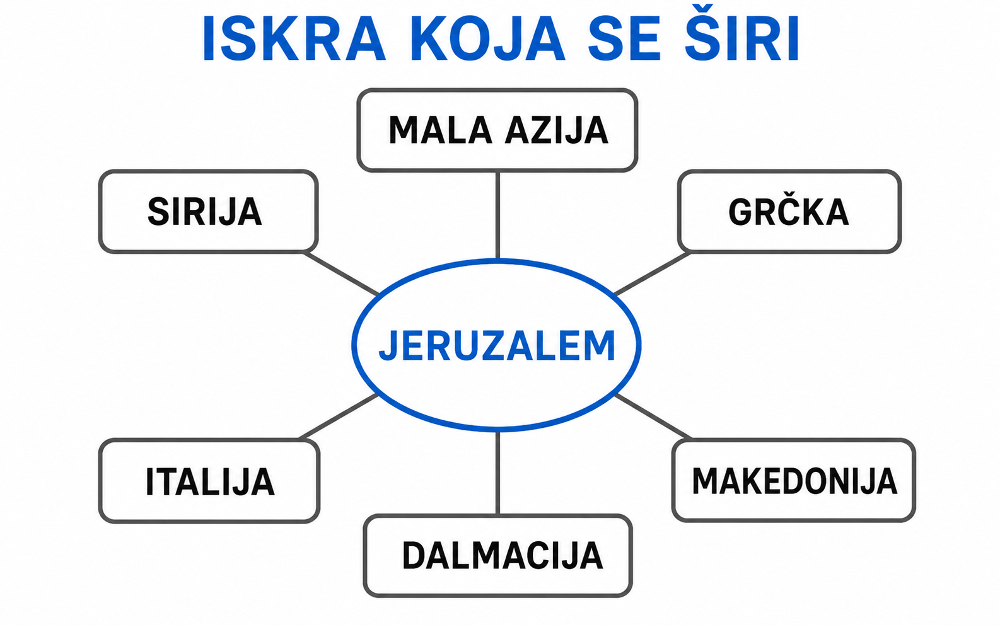 ISKRA KOJA SE ŠIRI
MALA AZIJA
SIRIJA
GRČKA
JERUZALEM
ITALIJA
MAKEDONIJA
DALMACIJA